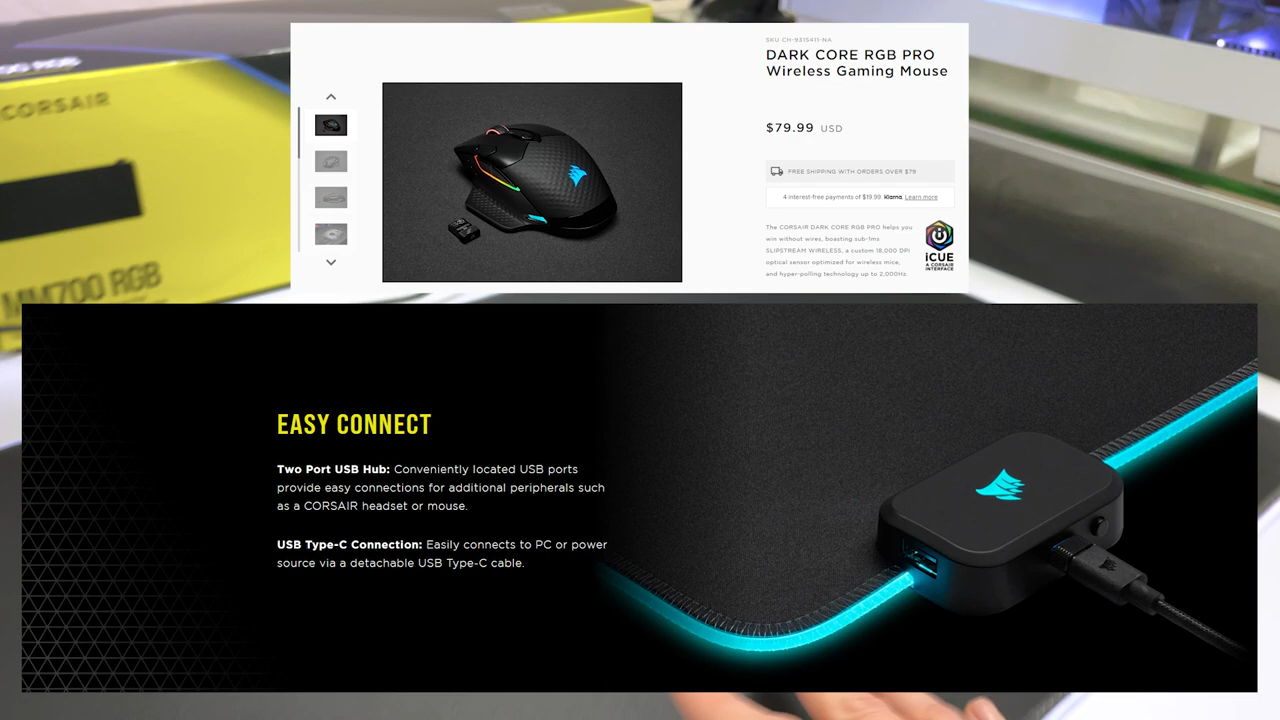 SKU CH-9315411-NA
DARK CORE RGB PRO
Wireless Gaming Mouse
$79.99 USD
FREE SHIPPING WITH ORDERS OVER $79
4 interest-free payments of $19.99. Klarna. Learn more
The CORSAIR DARK CORE RGB PRO helps you
win without wires, boasting sub-1ms
SLIPSTREAM WIRELESS, a custom 18,000 DPI
optical sensor optimized for wireless mice,
and hyper-polling technology up to 2,000Hz.
iCUE
A CORSAIR
INTERFACE
CORSAIR
MM700 RGB
EASY CONNECT
Two Port USB Hub: Conveniently located USB ports
provide easy connections for additional peripherals such
as a CORSAIR headset or mouse.
USB Type-C Connection: Easily connects to PC or power
source via a detachable USB Type-C cable.